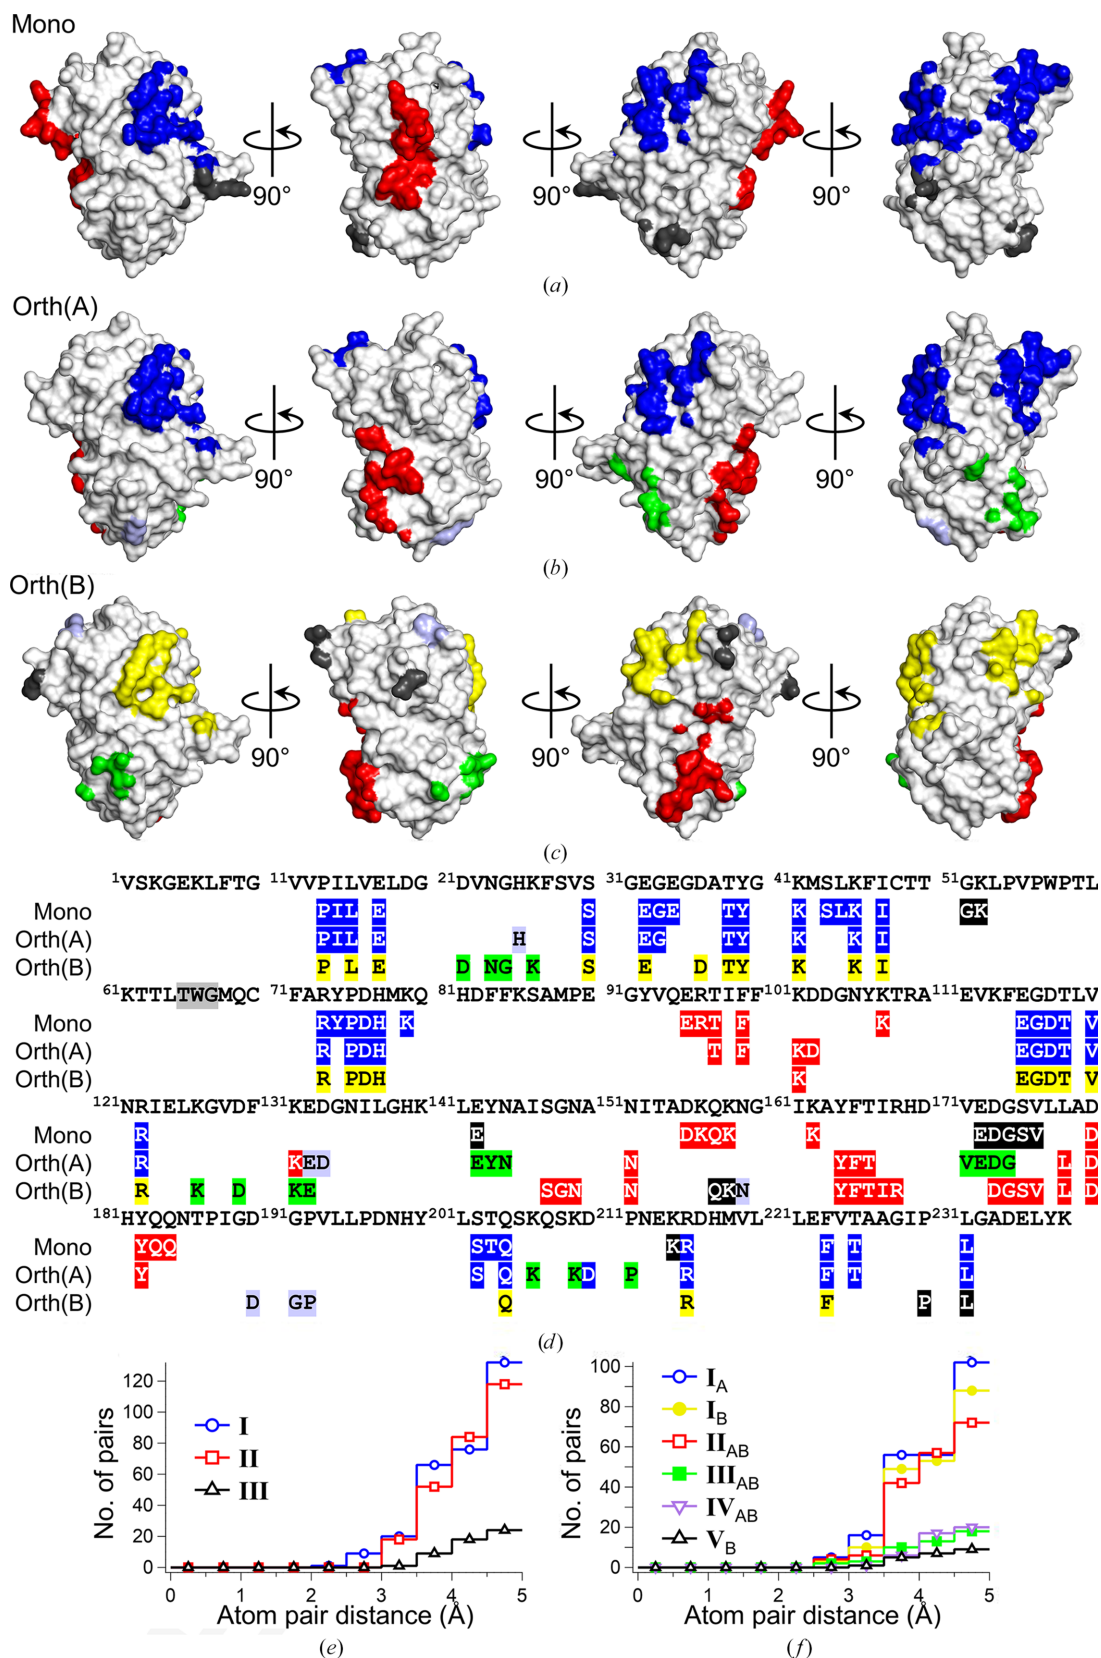 Mono
90° 90° 90°
(a)
Orth(A)
90° 90° 90°
(b)
Orth(B)
90° 90° 90°
(c)
1VSKGEKLFTG 11VVPILVELDG 21DVNGHKFSVS 31GEGEGDATYG 41KMSLKFICTT 51GKLPVPWPTL
Mono PIL E S EGE TY K SLK I GK
Orth(A) PIL E H S EG TY K K I
Orth(B) P L E D NG K S E D TY K K I
61KTTLTWGMQC 71FARYPDHMKQ 81HDFFKSAMPE 91GYVQERTIFF 101KDDGNYKTRA 111EVKFEGDTLV
Mono RYPDH K ERT F K EGDT V
Orth(A) R PDH T F KD EGDT V
Orth(B) R PDH K EGDT V
121NRIELKGVDF 131KEDGNILGHK 141LEYNAISGNA 151NITADKQKNG 161IKAYFTIRHD 171VEDGSVLLAD
Mono R E DKQK K EDGSV D
Orth(A) R KED EYN N YFT VEDG L D
Orth(B) R K D KE SGN N QKN YFTIR DGSV L D
181HYQQNTPIGD 191GPVLLPDNHY 201LSTQSKQSKD 211PNEKRDHMVL 221LEFVTAAGIP 231LGADELYK
Mono YQQ STQ KR F T L
Orth(A) Y S Q K KD P R F T L
Orth(B) D GP Q R F P L
(d)
No. of pairs
120
100
80
60
40
20
0
I
II
III
0 1 2 3 4 5
Atom pair distance (Å)
(e)
No. of pairs
100
80
60
40
20
0
IA
IB
IIAB
IIIAB
IVAB
VB
0 1 2 3 4 5
Atom pair distance (Å)
(f)